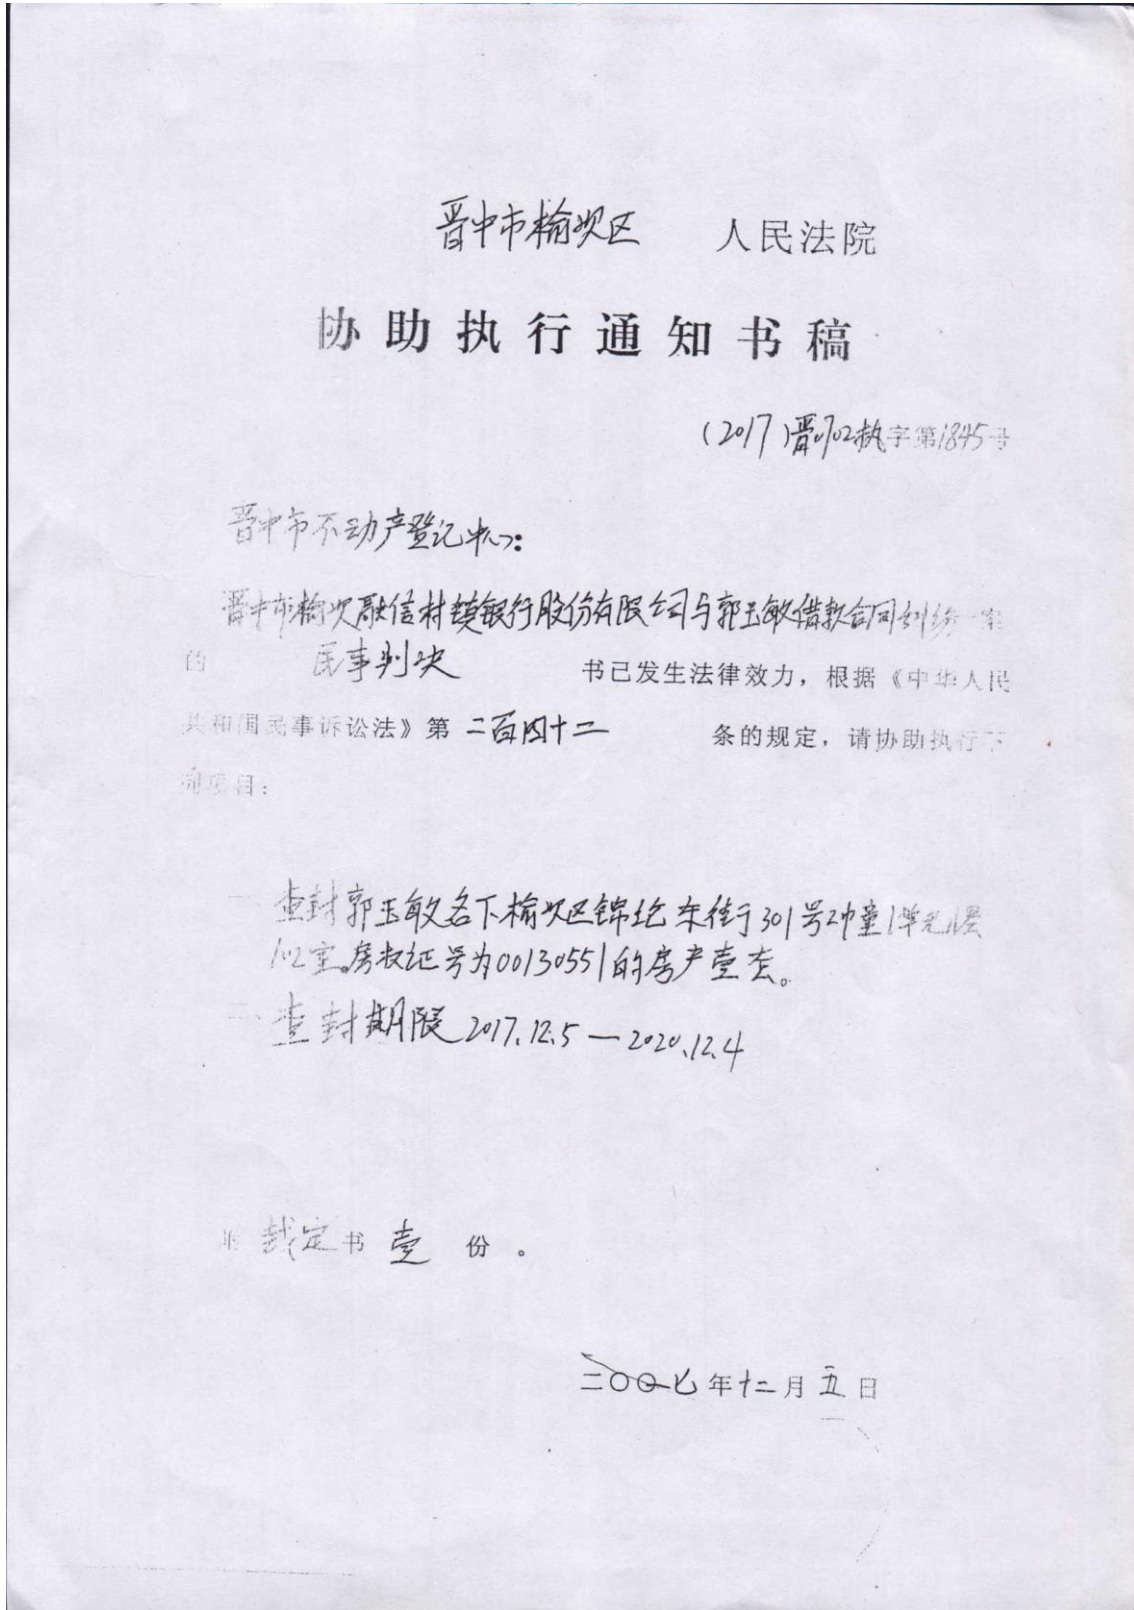 晋中市榆次区 人民法院
协助执行通知书稿
(2017)晋0702执字第1845号
晋中市不动产登记中心:
晋中市榆次融信村镇银行股份有限公司与郭玉敏借款合同纠纷一案
的 民事判决 书已发生法律效力，根据《中华人民
共和国民事诉讼法》第 二百四十二 条的规定，请协助执行下
列项目：
一、查封郭玉敏名下榆次区锦纶东街301号2幢1单元1层
102室。房权证号为00130551的房产壹套。
二、查封期限2017.12.5—2020.12.4
附 裁定书 壹 份。
二〇〇七年十二月五日